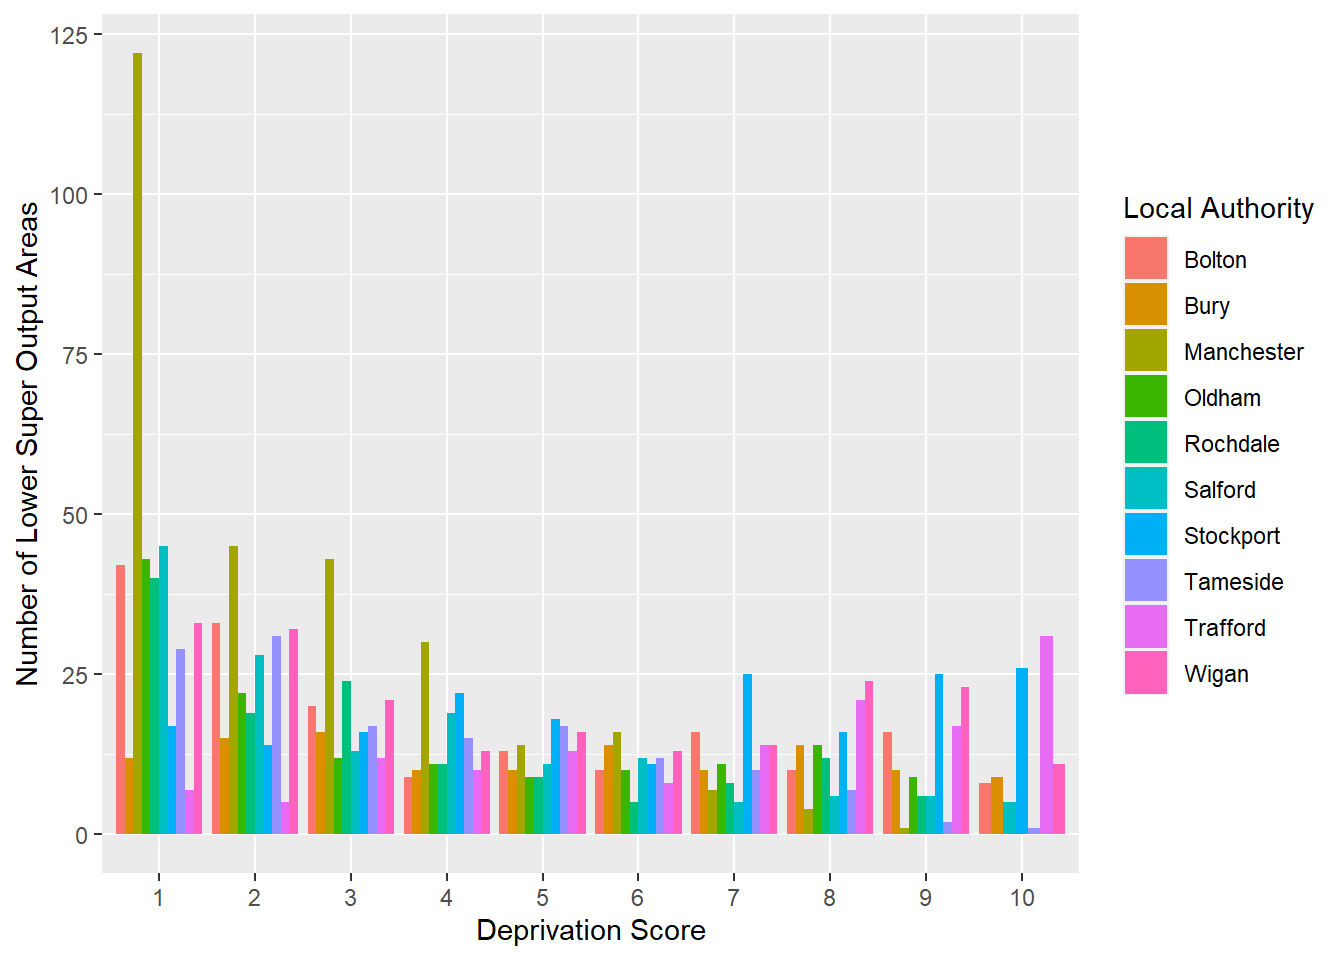 125
100
75
50
25
0
Number of Lower Super Output Areas
1 2 3 4 5 6 7 8 9 10
Deprivation Score
Local Authority
Bolton
Bury
Manchester
Oldham
Rochdale
Salford
Stockport
Tameside
Trafford
Wigan